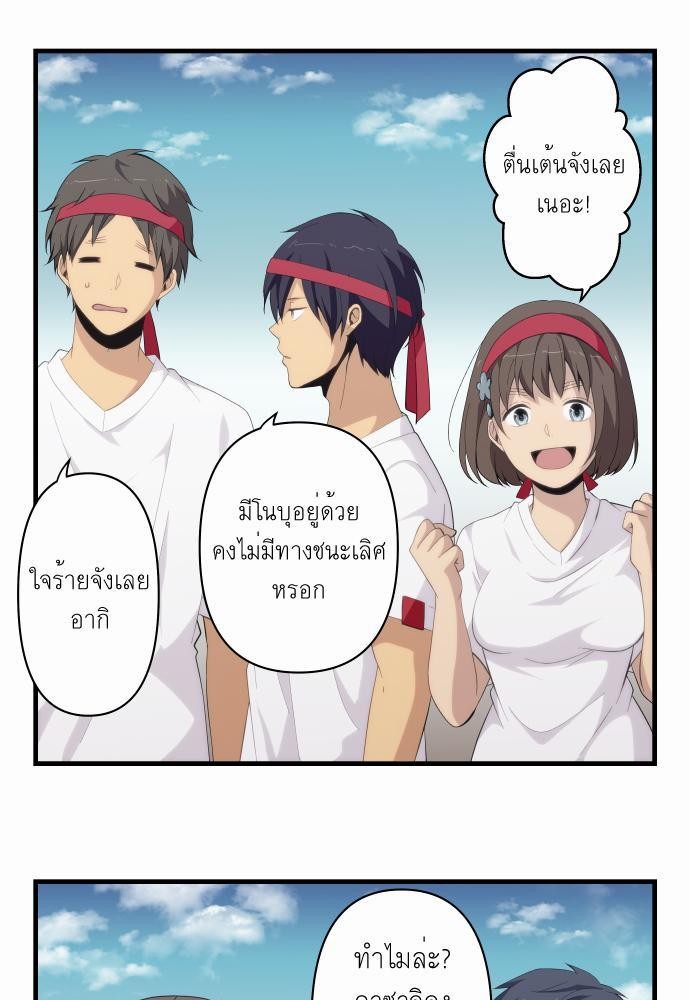 ตื่นเต้นจังเลย
เนอะ!
มีโนบุอยู่ด้วย
คงไม่มีทางชนะเลิศ
หรอก
ใจร้ายจังเลย
อากิ
ทำไมล่ะ?